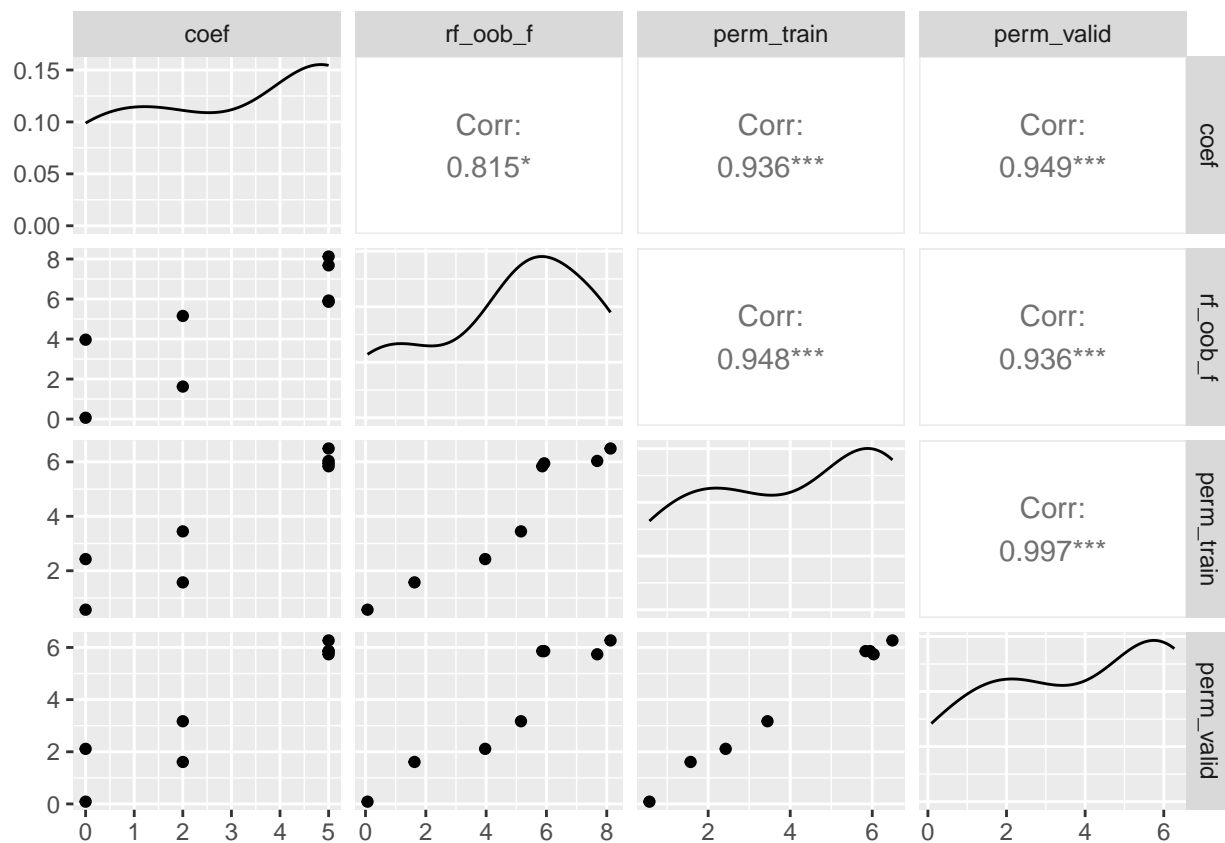 coef
rf_oob_f
perm_train
perm_valid
0.15
0.10
0.05
0.00
Corr:
0.815*
Corr:
0.936***
Corr:
0.949***
coef
8
6
4
2
0
Corr:
0.948***
Corr:
0.936***
rf_oob_f
6
4
2
Corr:
0.997***
perm_train
6
4
2
0
perm_valid
0 1 2 3 4 5
0 2 4 6 8
2 4 6
0 2 4 6